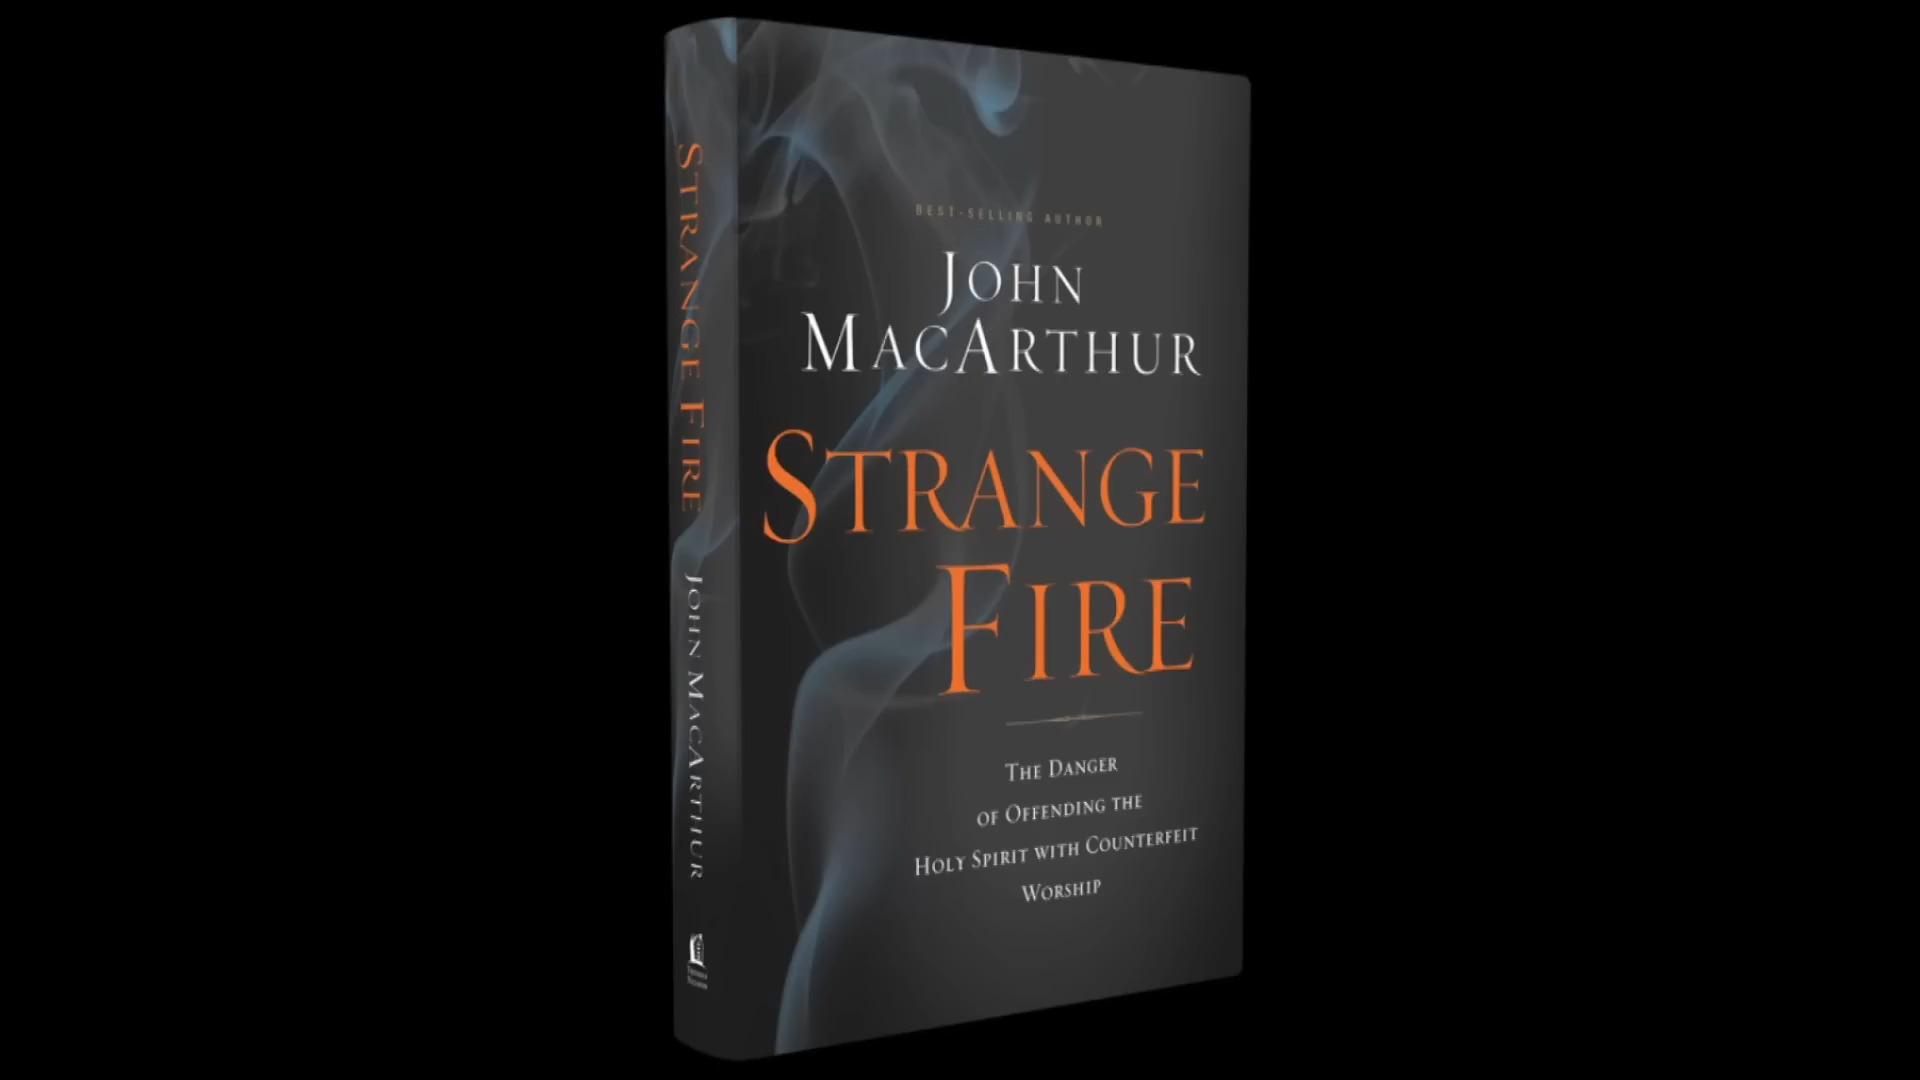 STRANGE FIRE
JOHN MACARTHUR
BEST-SELLING AUTHOR
JOHN
MACARTHUR
STRANGE
FIRE
THE DANGER
OF OFFENDING THE
HOLY SPIRIT WITH COUNTERFEIT
WORSHIP